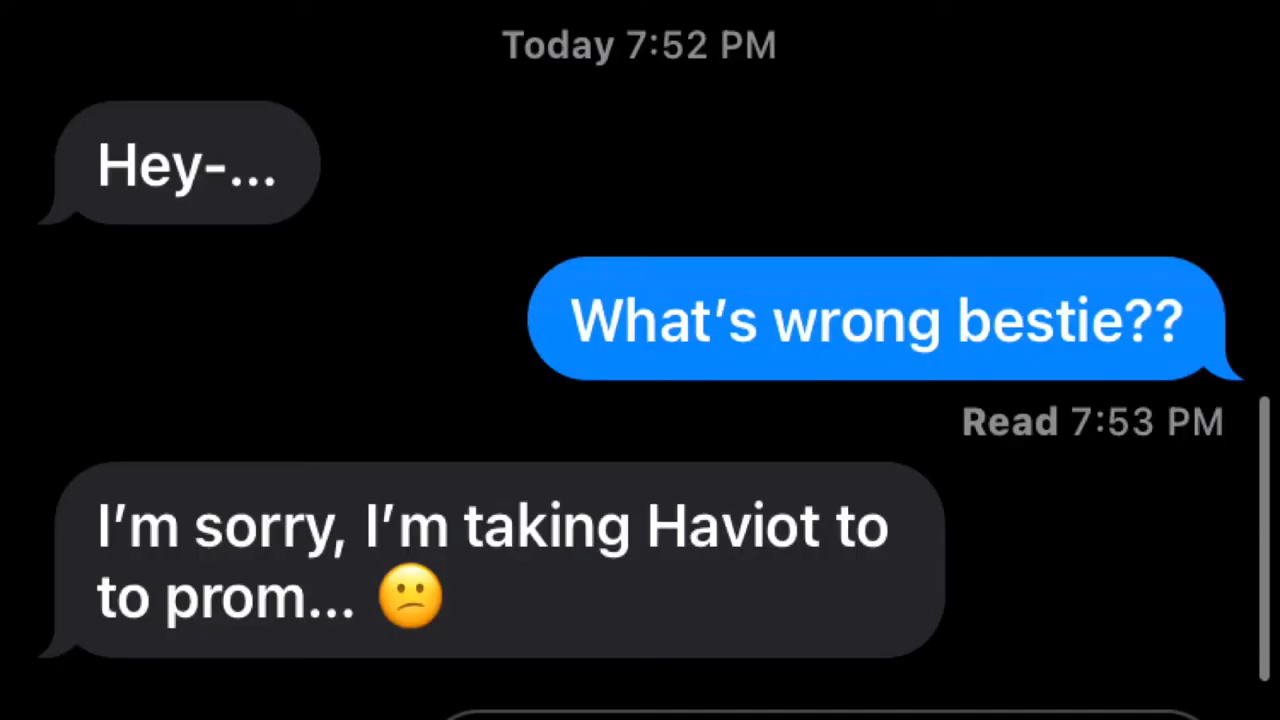 Today 7:52 PM
Hey-...
What's wrong bestie??
Read 7:53 PM
I'm sorry, I'm taking Haviot to
to prom... 😕